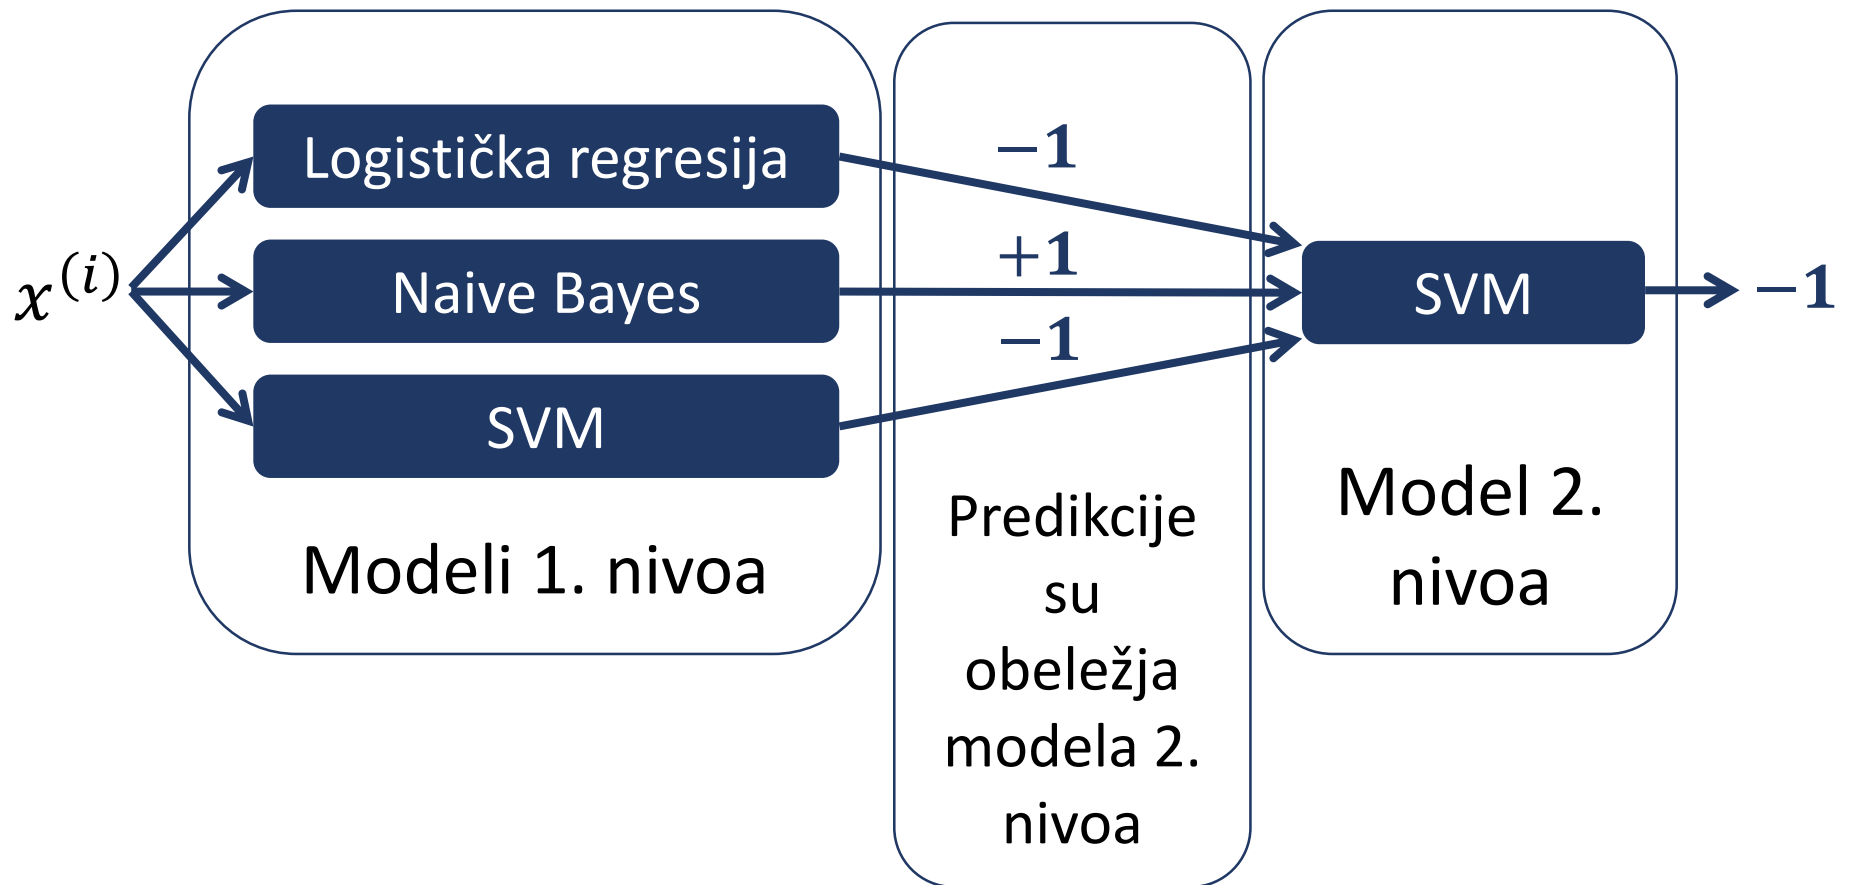 x^(i)
Logistička regresija
Naive Bayes
SVM
Modeli 1. nivoa
−1
+1
−1
Predikcije
su
obeležja
modela 2.
nivoa
SVM
Model 2.
nivoa
−1